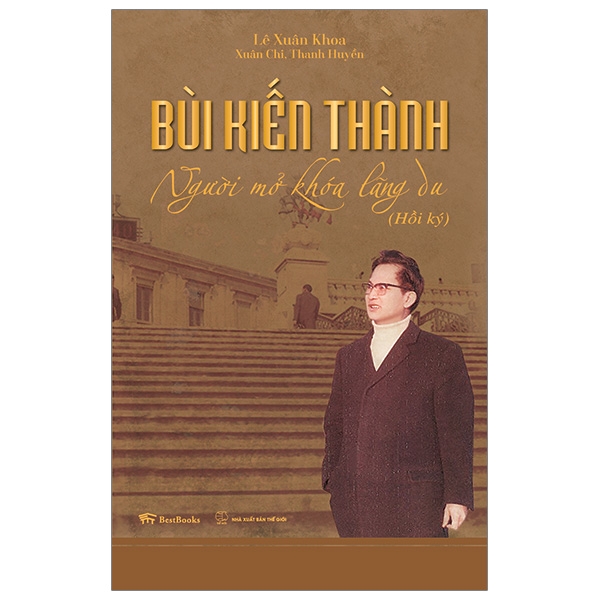 Lê Xuân Khoa
Xuân Chi, Thanh Huyền
BÙI KIẾN THÀNH
Người mở khóa lãng du
(Hồi ký)
BestBooks
NHÀ XUẤT BẢN THẾ GIỚI